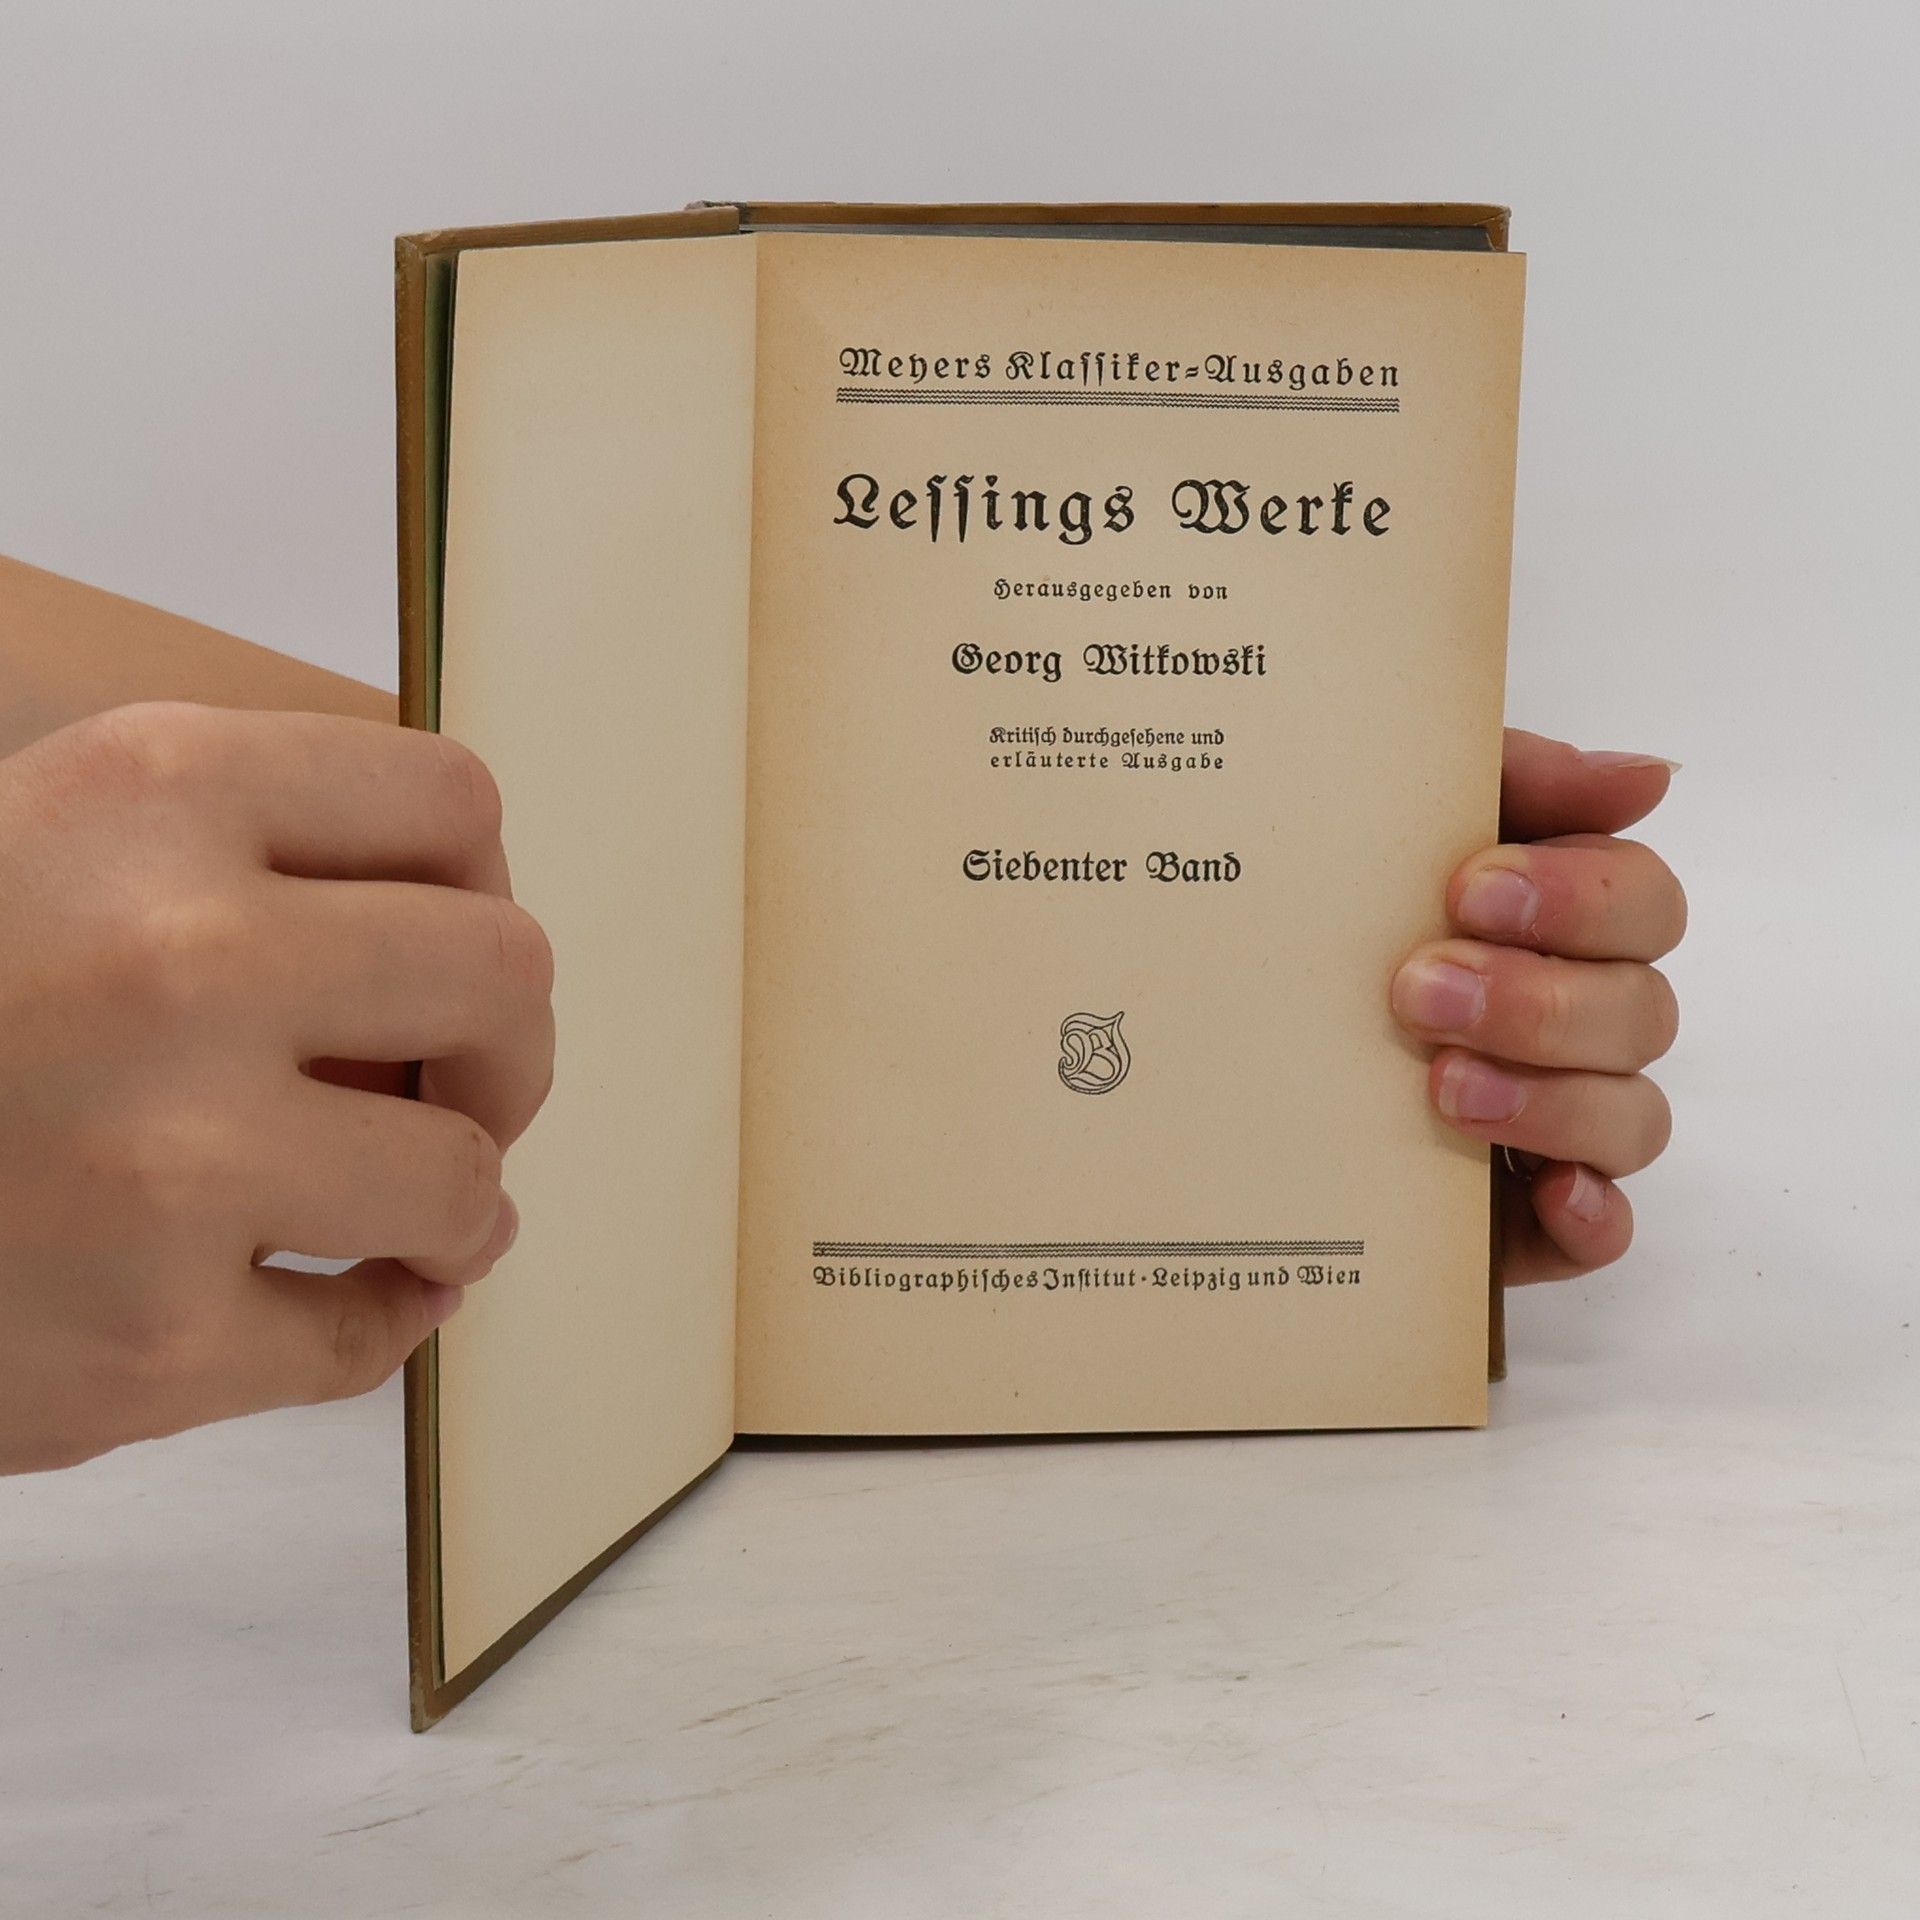 Meyers Klaſſiker-Ausgaben
Leſſings Werke
Herausgegeben von
Georg Witkowski
Kritiſch durchgeſehene und
erläuterte Ausgabe
Siebenter Band
BI
Bibliographiſches Inſtitut · Leipzig und Wien